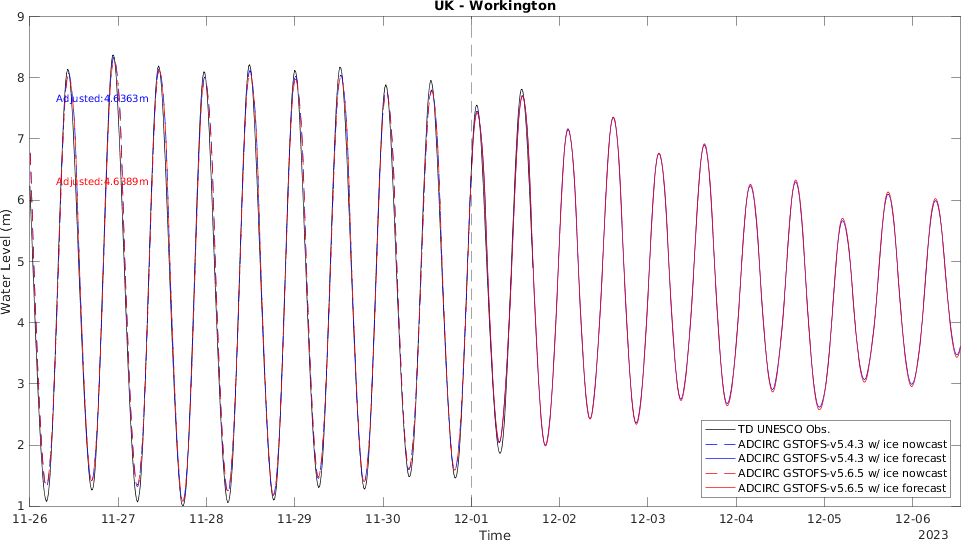 UK - Workington
9
8
7
6
5
4
3
2
1
Water Level (m)
Adjusted:4.6363m
Adjusted:4.6389m
TD UNESCO Obs.
ADCIRC GSTOFS-v5.4.3 w/ ice nowcast
ADCIRC GSTOFS-v5.4.3 w/ ice forecast
ADCIRC GSTOFS-v5.6.5 w/ ice nowcast
ADCIRC GSTOFS-v5.6.5 w/ ice forecast
11-26 11-27 11-28 11-29 11-30 12-01 12-02 12-03 12-04 12-05 12-06
Time
2023